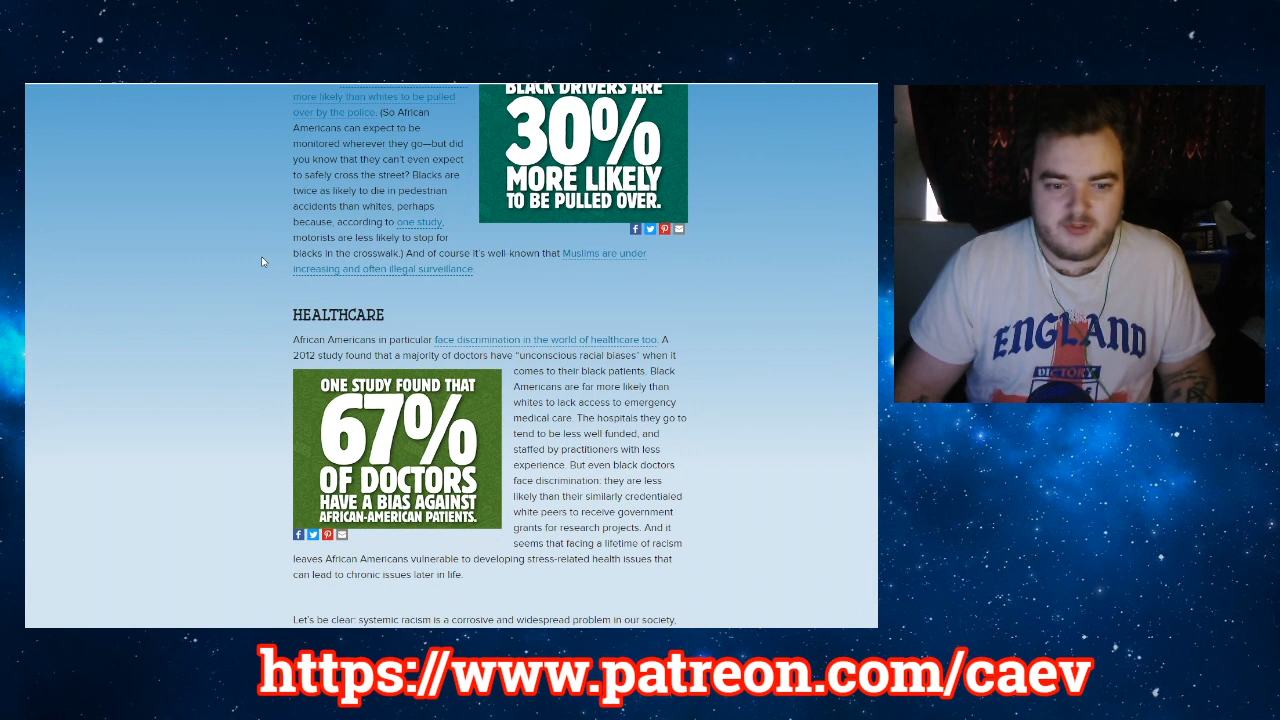 more likely than whites to be pulled
over by the police. (So African
Americans can expect to be
monitored wherever they go—but did
you know that they can't even expect
to safely cross the street? Blacks are
twice as likely to die in pedestrian
accidents than whites, perhaps
because, according to one study,
motorists are less likely to stop for
blacks in the crosswalk.) And of course it's well-known that Muslims are under
increasing and often illegal surveillance.
BLACK DRIVERS ARE
30%
MORE LIKELY
TO BE PULLED OVER.
HEALTHCARE
African Americans in particular face discrimination in the world of healthcare too. A
2012 study found that a majority of doctors have “unconscious racial biases” when it
comes to their black patients. Black
Americans are far more likely than
whites to lack access to emergency
medical care. The hospitals they go to
tend to be less well funded, and
staffed by practitioners with less
experience. But even black doctors
face discrimination: they are less
likely than their similarly credentialed
white peers to receive government
grants for research projects. And it
seems that facing a lifetime of racism
leaves African Americans vulnerable to developing stress-related health issues that
can lead to chronic issues later in life.
ONE STUDY FOUND THAT
67%
OF DOCTORS
HAVE A BIAS AGAINST
AFRICAN-AMERICAN PATIENTS.
Let's be clear: systemic racism is a corrosive and widespread problem in our society,
ENGLAND
https://www.patreon.com/caev